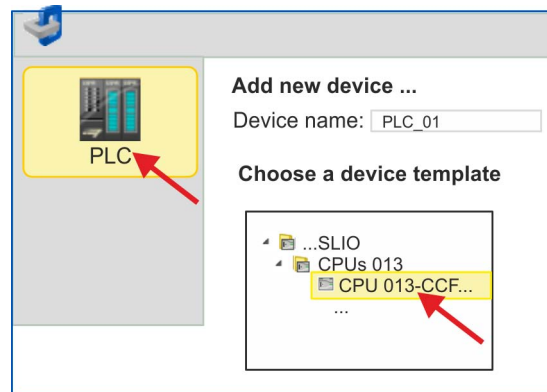 Add new device ...
Device name: PLC_01
PLC
Choose a device template
...SLIO
CPUs 013
CPU 013-CCF...
...